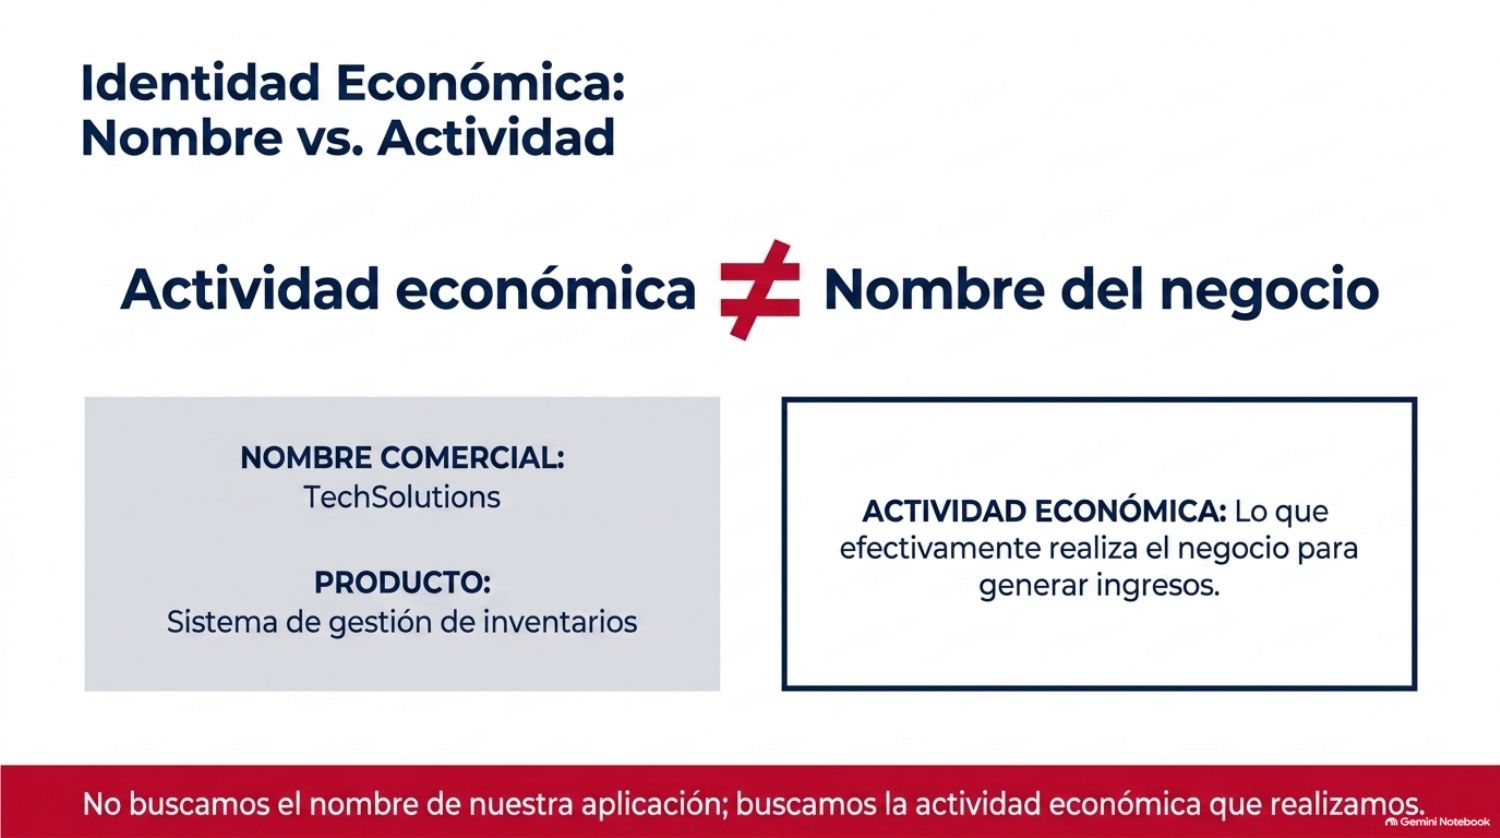 Identidad Económica:
Nombre vs. Actividad
Actividad económica ≠ Nombre del negocio
NOMBRE COMERCIAL:
TechSolutions
PRODUCTO:
Sistema de gestión de inventarios
ACTIVIDAD ECONÓMICA: Lo que
efectivamente realiza el negocio para
generar ingresos.
No buscamos el nombre de nuestra aplicación; buscamos la actividad económica que realizamos.
Gemini Notebook